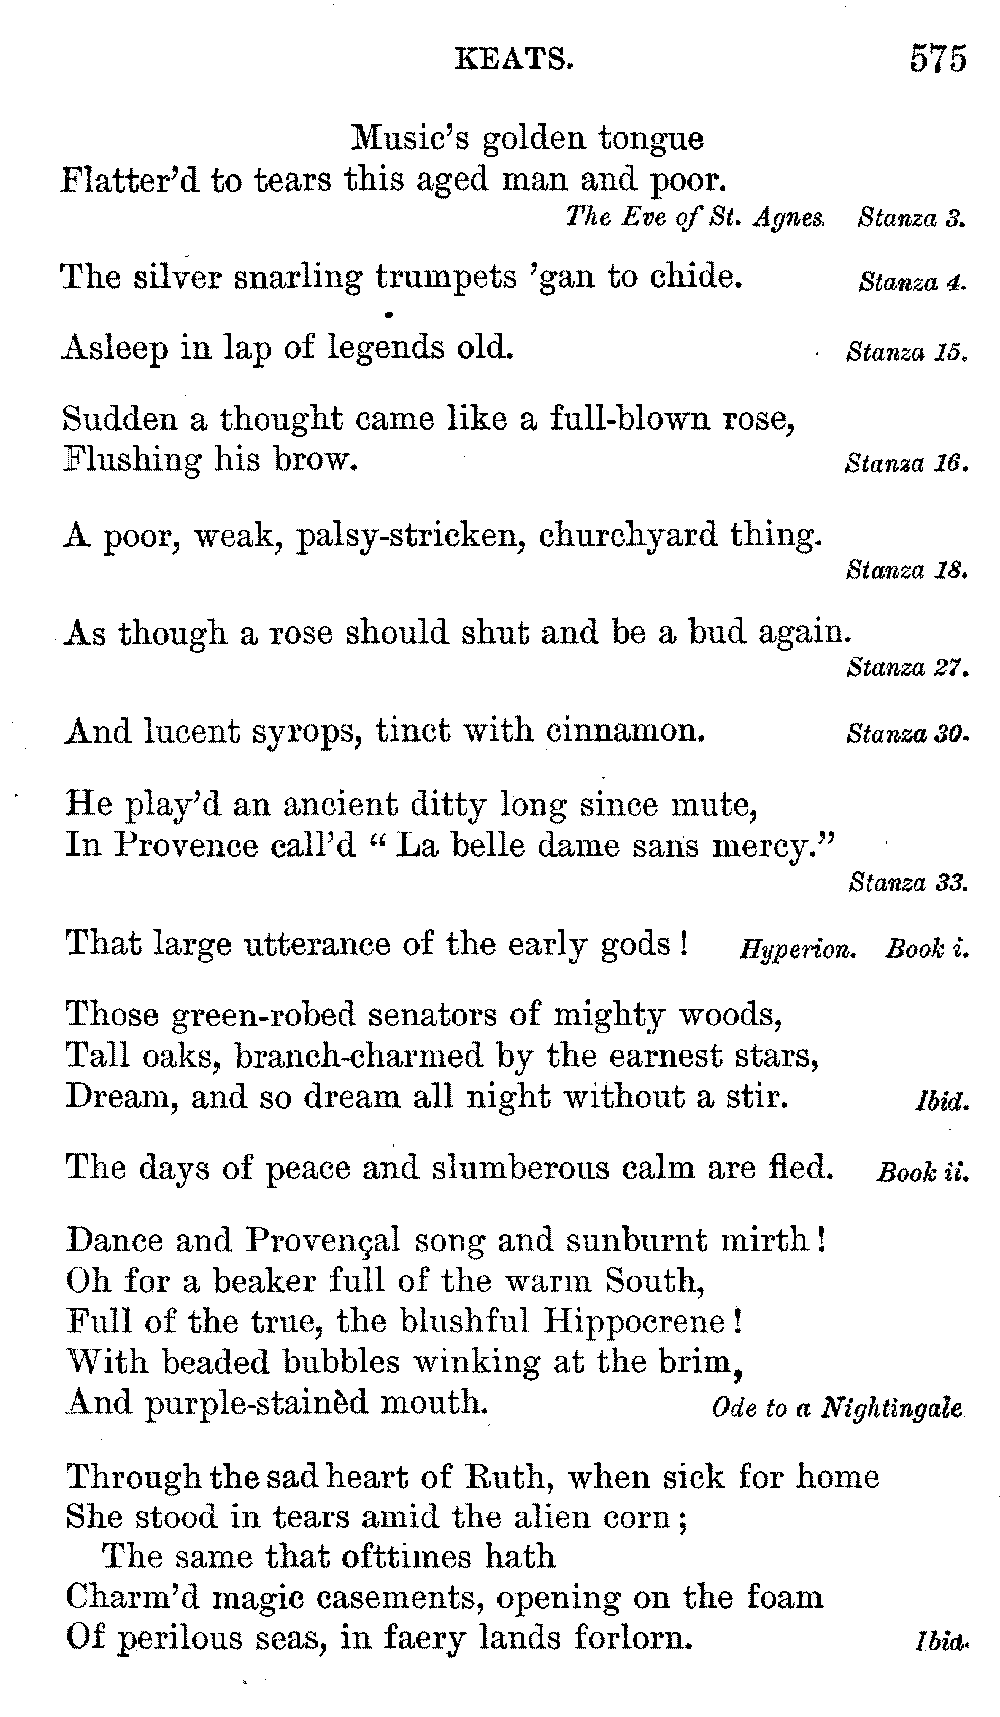 KEATS. 575
Music's golden tongue
Flatter'd to tears this aged man and poor.
The Eve of St. Agnes. Stanza 3.
The silver snarling trumpets 'gan to chide. Stanza 4.
Asleep in lap of legends old. Stanza 15.
Sudden a thought came like a full-blown rose,
Flushing his brow. Stanza 16.
A poor, weak, palsy-stricken, churchyard thing.
Stanza 18.
As though a rose should shut and be a bud again.
Stanza 27.
And lucent syrops, tinct with cinnamon. Stanza 30.
He play'd an ancient ditty long since mute,
In Provence call'd “ La belle dame sans mercy.”
Stanza 33.
That large utterance of the early gods ! Hyperion. Book i.
Those green-robed senators of mighty woods,
Tall oaks, branch-charmed by the earnest stars,
Dream, and so dream all night without a stir. Ibid.
The days of peace and slumberous calm are fled. Book ii.
Dance and Provençal song and sunburnt mirth !
Oh for a beaker full of the warm South,
Full of the true, the blushful Hippocrene !
With beaded bubbles winking at the brim,
And purple-stainèd mouth. Ode to a Nightingale
Through the sad heart of Ruth, when sick for home
She stood in tears amid the alien corn ;
The same that ofttimes hath
Charm'd magic casements, opening on the foam
Of perilous seas, in faery lands forlorn. Ibid.